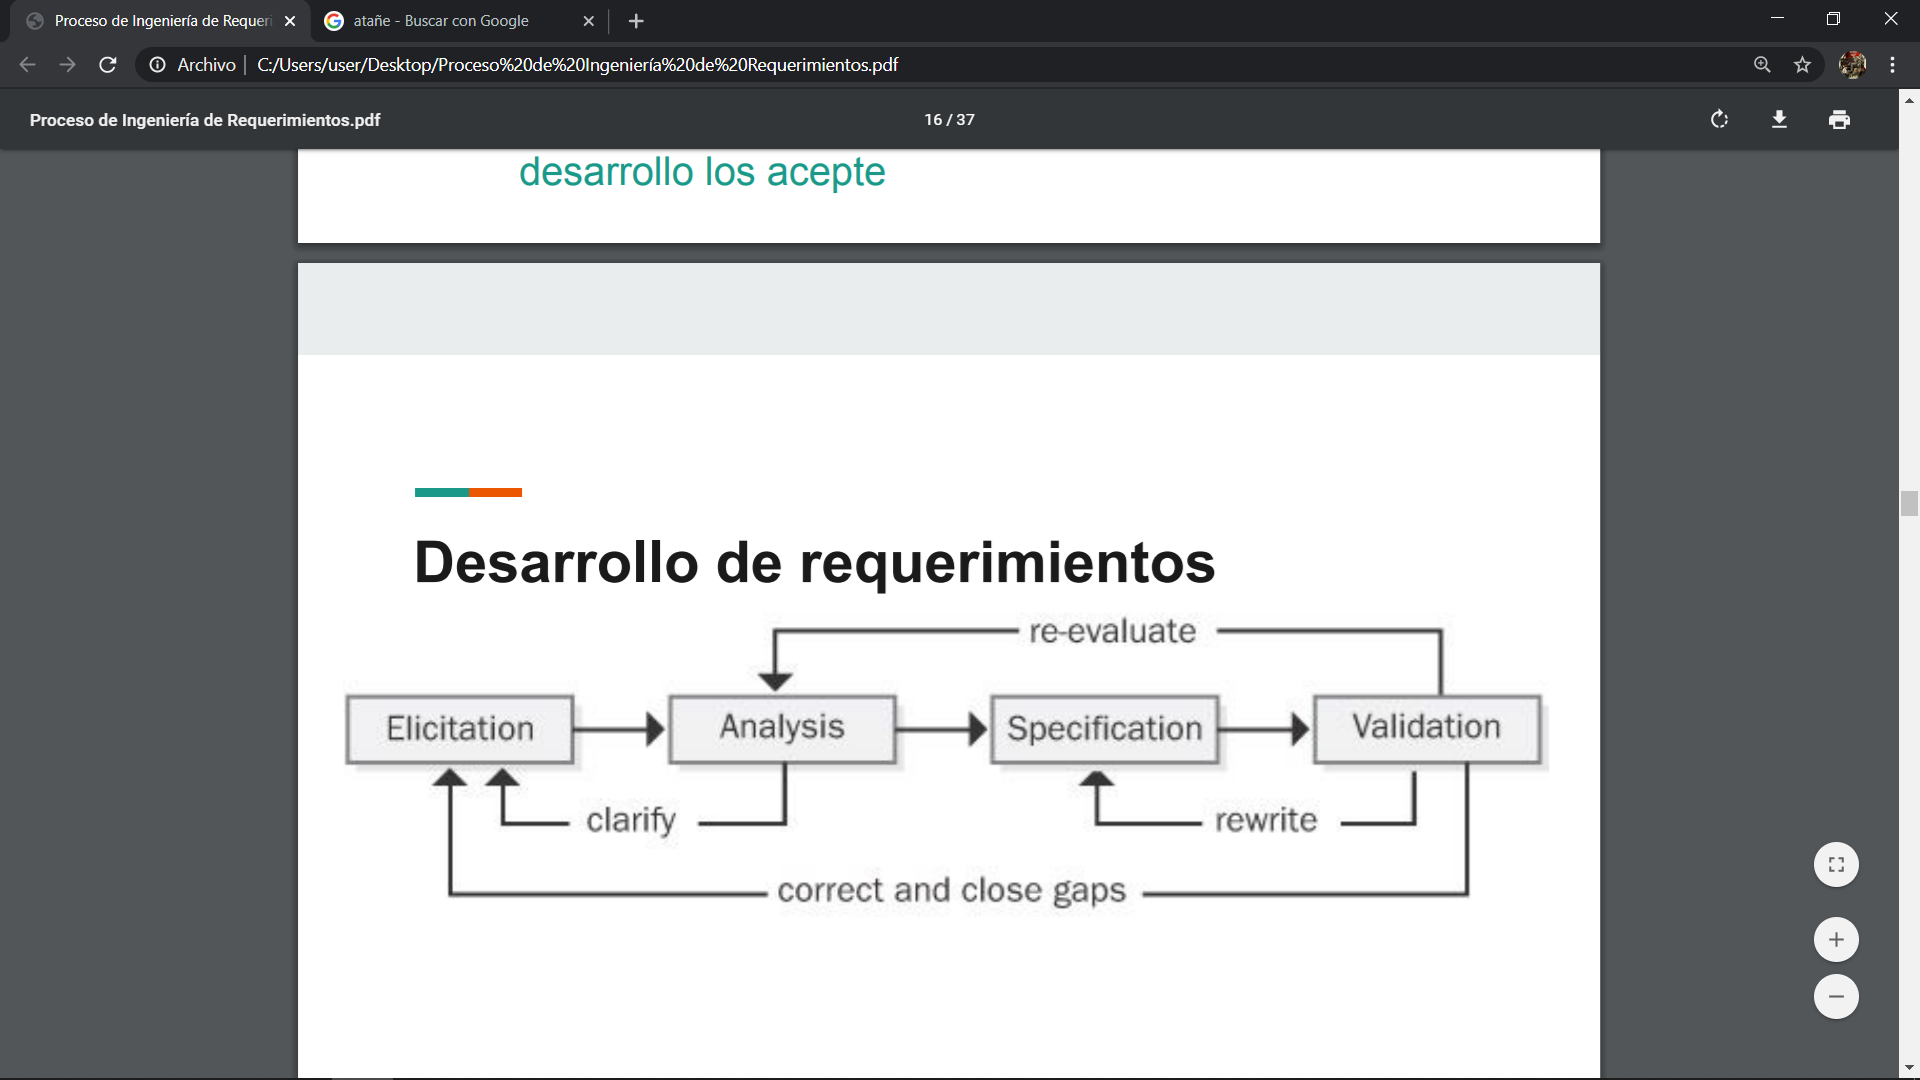 Proceso de Ingeniería de Requeri
atañe - Buscar con Google
Archivo
C:/Users/user/Desktop/Proceso%20de%20Ingeniería%20de%20Requerimientos.pdf
Proceso de Ingeniería de Requerimientos.pdf
16 / 37
desarrollo los acepte
Desarrollo de requerimientos
re-evaluate
Elicitation
Analysis
Specification
Validation
clarify
rewrite
correct and close gaps